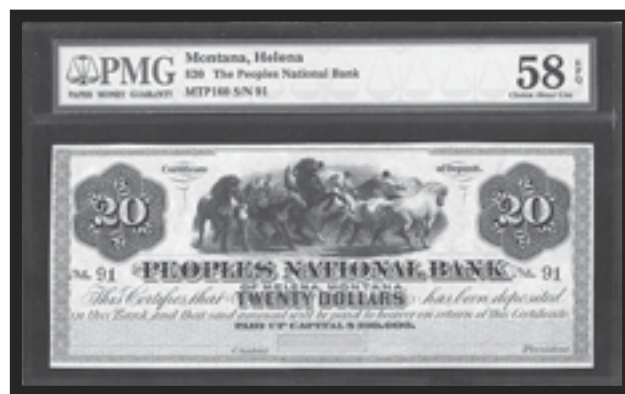 PMG
PAPER MONEY GUARANTY
Montana, Helena
$20 The Peoples National Bank
MTP160 S/N 91
58 EPQ
Choice About Unc
Certificate of Deposit.
20 20
No. 91 PEOPLES NATIONAL BANK No. 91
OF HELENA, MONTANA
This Certifies that TWENTY DOLLARS has been deposited
in this Bank, and that said amount will be paid to bearer on return of this Certificate
PAID UP CAPITAL $100,000.
Cashier President